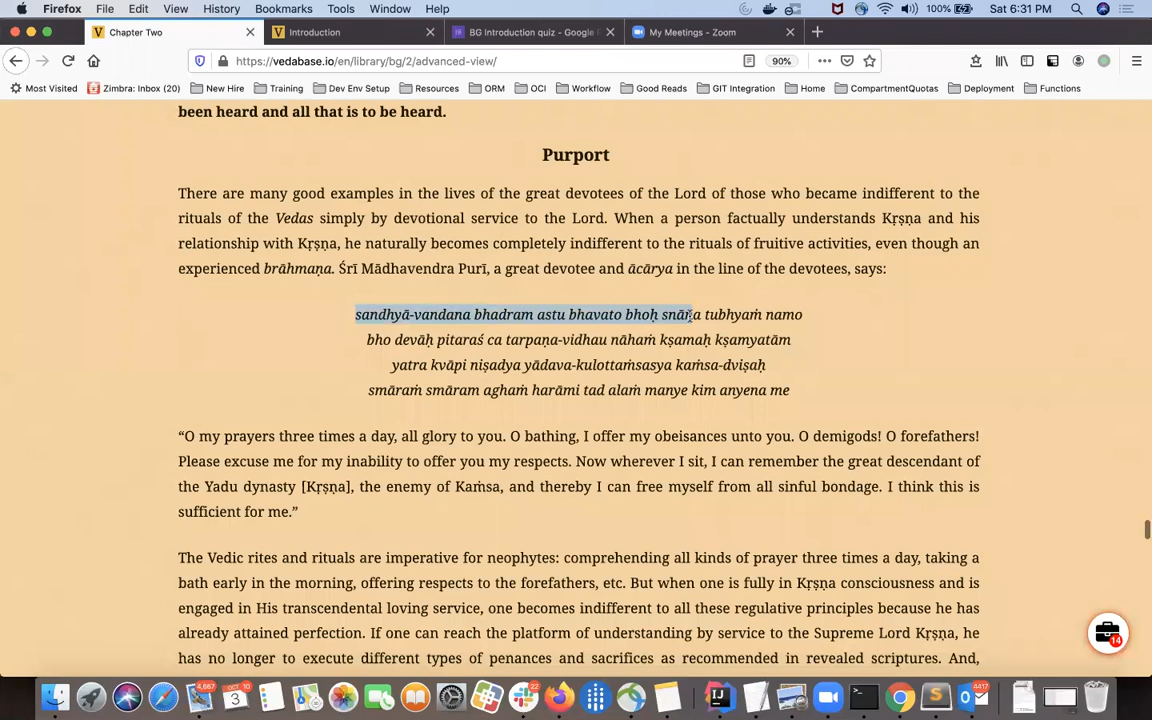 Firefox File Edit View History Bookmarks Tools Window Help 100% Sat 6:31 PM
Chapter Two Introduction BG Introduction quiz - Google F My Meetings - Zoom
https://vedabase.io/en/library/bg/2/advanced-view/ 90%
Most Visited Zimbra: Inbox (20) New Hire Training Dev Env Setup Resources ORM OCI Workflow Good Reads GIT Integration Home CompartmentQuotas Deployment Functions
been heard and all that is to be heard.
Purport
There are many good examples in the lives of the great devotees of the Lord of those who became indifferent to the
rituals of the Vedas simply by devotional service to the Lord. When a person factually understands Kṛṣṇa and his
relationship with Kṛṣṇa, he naturally becomes completely indifferent to the rituals of fruitive activities, even though an
experienced brāhmaṇa. Śrī Mādhavendra Purī, a great devotee and ācārya in the line of the devotees, says:
sandhyā-vandana bhadram astu bhavato bhoḥ snāna tubhyaṁ namo
bho devāḥ pitaraś ca tarpaṇa-vidhau nāhaṁ kṣamaḥ kṣamyatām
yatra kvāpi niṣadya yādava-kulottaṁsasya kaṁsa-dviṣaḥ
smāraṁ smāram aghaṁ harāmi tad alaṁ manye kim anyena me
“O my prayers three times a day, all glory to you. O bathing, I offer my obeisances unto you. O demigods! O forefathers!
Please excuse me for my inability to offer you my respects. Now wherever I sit, I can remember the great descendant of
the Yadu dynasty [Kṛṣṇa], the enemy of Kaṁsa, and thereby I can free myself from all sinful bondage. I think this is
sufficient for me.”
The Vedic rites and rituals are imperative for neophytes: comprehending all kinds of prayer three times a day, taking a
bath early in the morning, offering respects to the forefathers, etc. But when one is fully in Kṛṣṇa consciousness and is
engaged in His transcendental loving service, one becomes indifferent to all these regulative principles because he has
already attained perfection. If one can reach the platform of understanding by service to the Supreme Lord Kṛṣṇa, he
14
has no longer to execute different types of penances and sacrifices as recommended in revealed scriptures. And,
4,667 OCT 3 22 4417